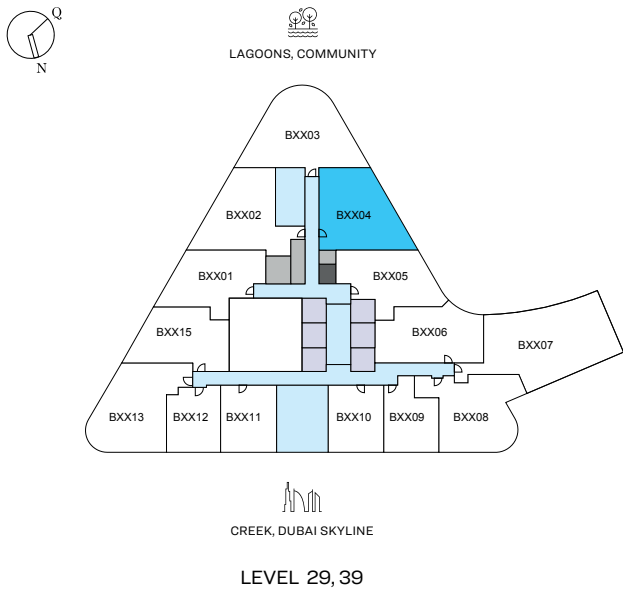 Q
N
LAGOONS, COMMUNITY
BXX03
BXX02
BXX04
BXX01
BXX05
BXX15
BXX06
BXX07
BXX13
BXX12
BXX11
BXX10
BXX09
BXX08
CREEK, DUBAI SKYLINE
LEVEL 29, 39